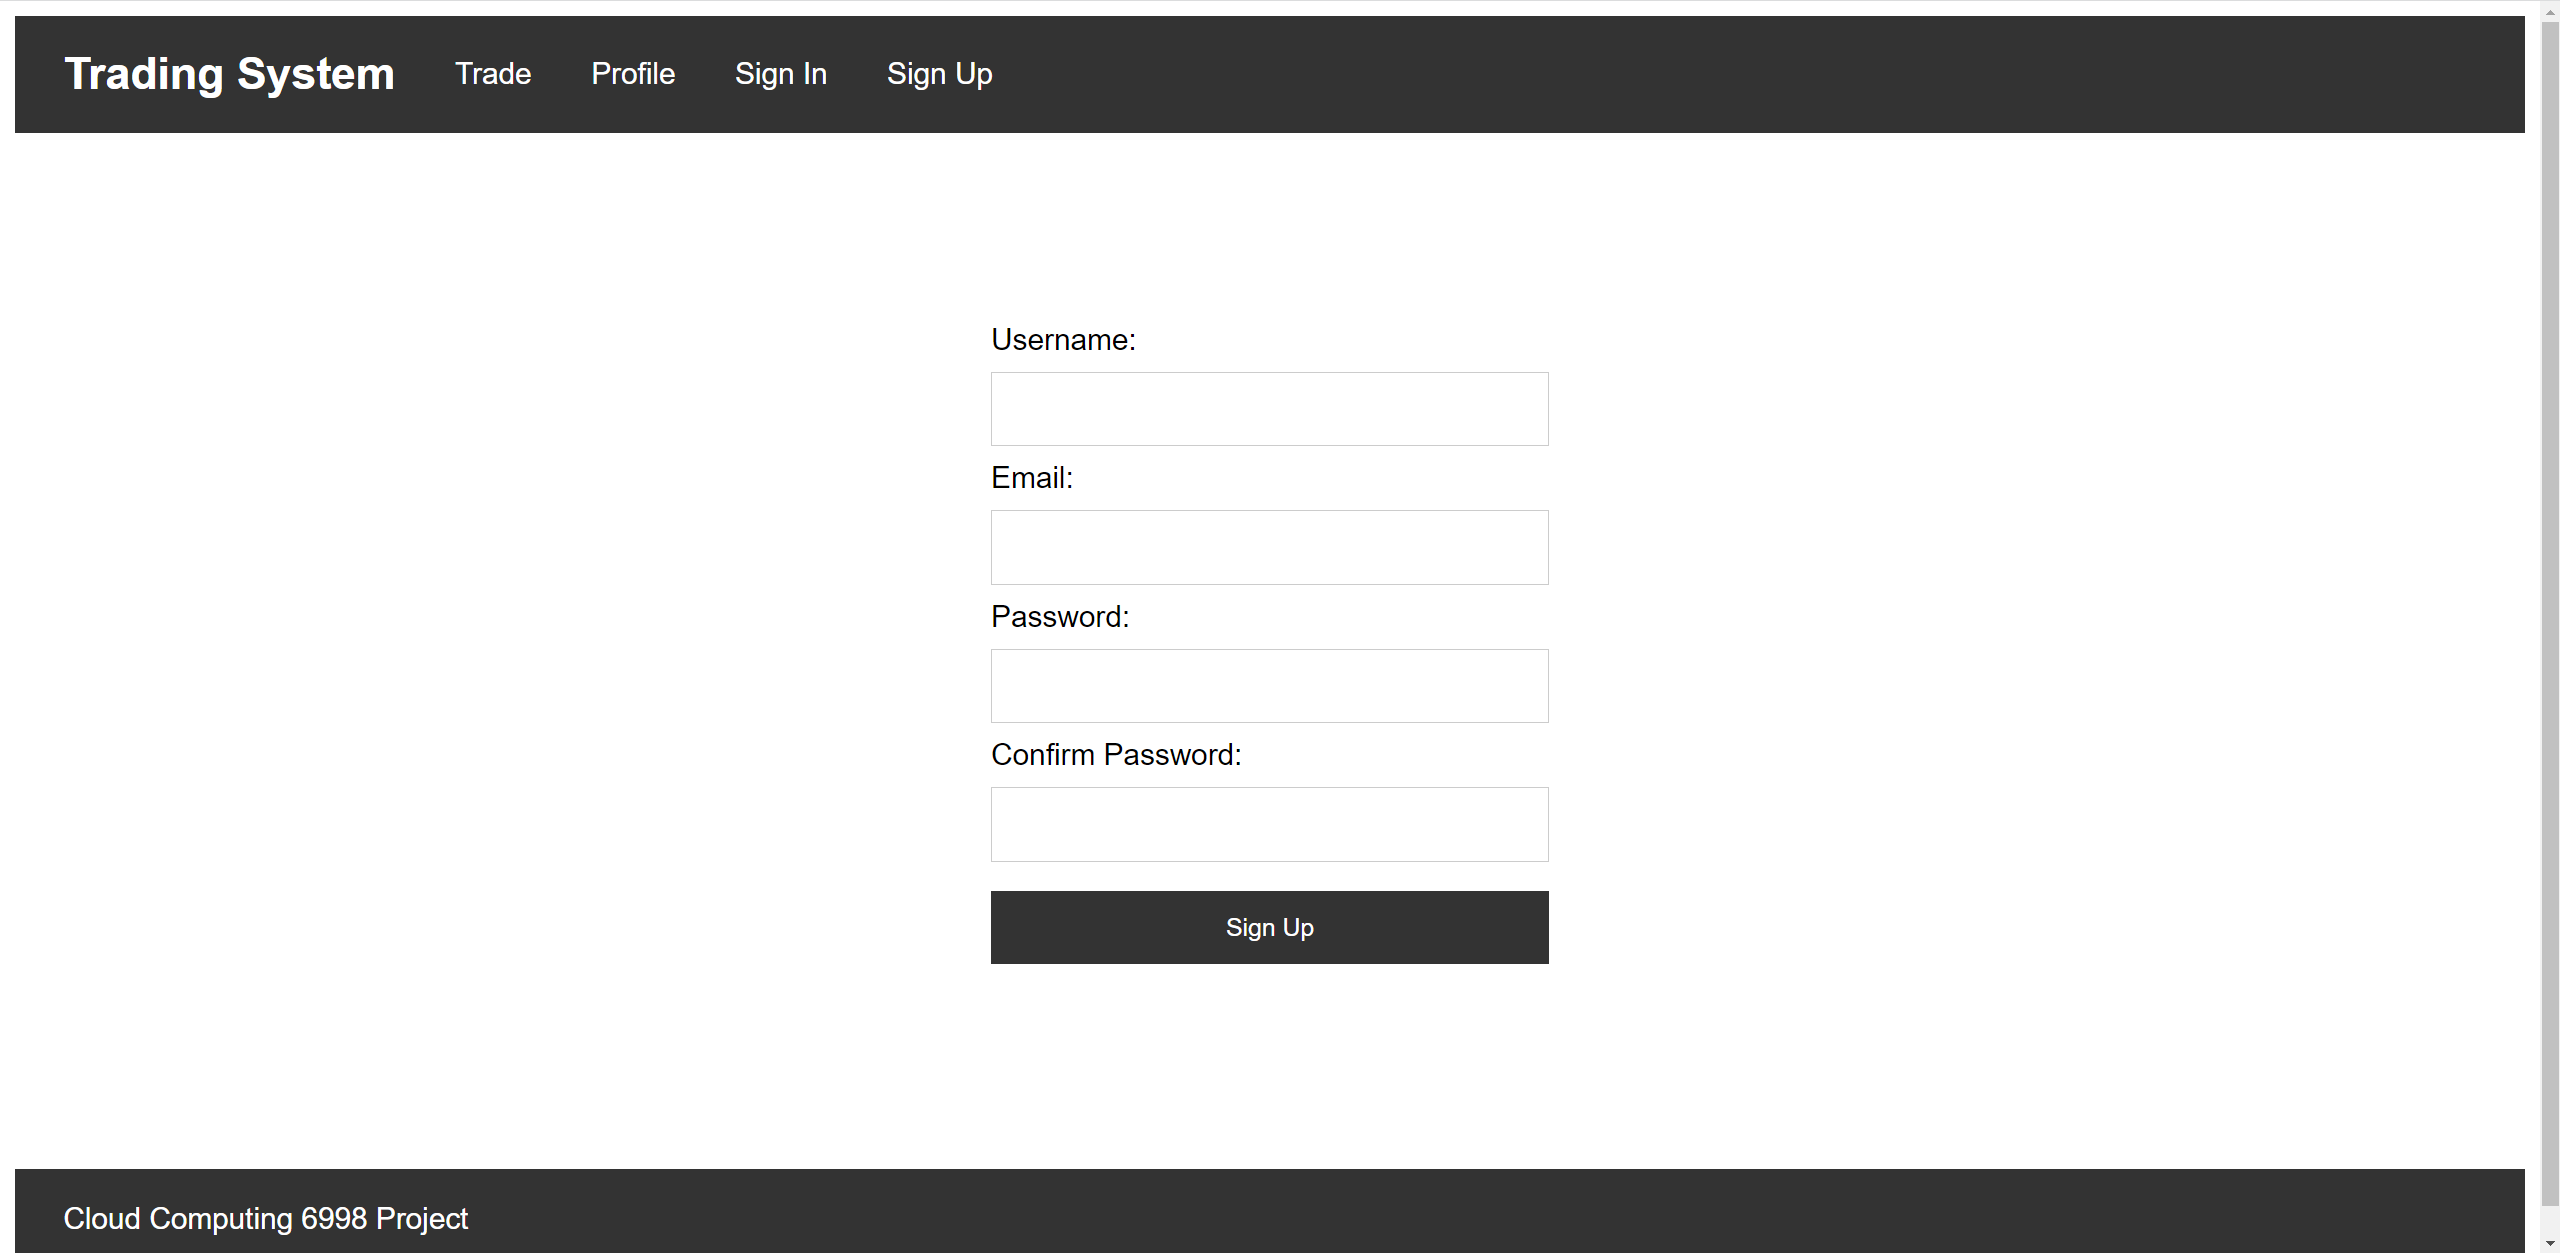 Trading System Trade Profile Sign In Sign Up
Username:
Email:
Password:
Confirm Password:
Sign Up
Cloud Computing 6998 Project